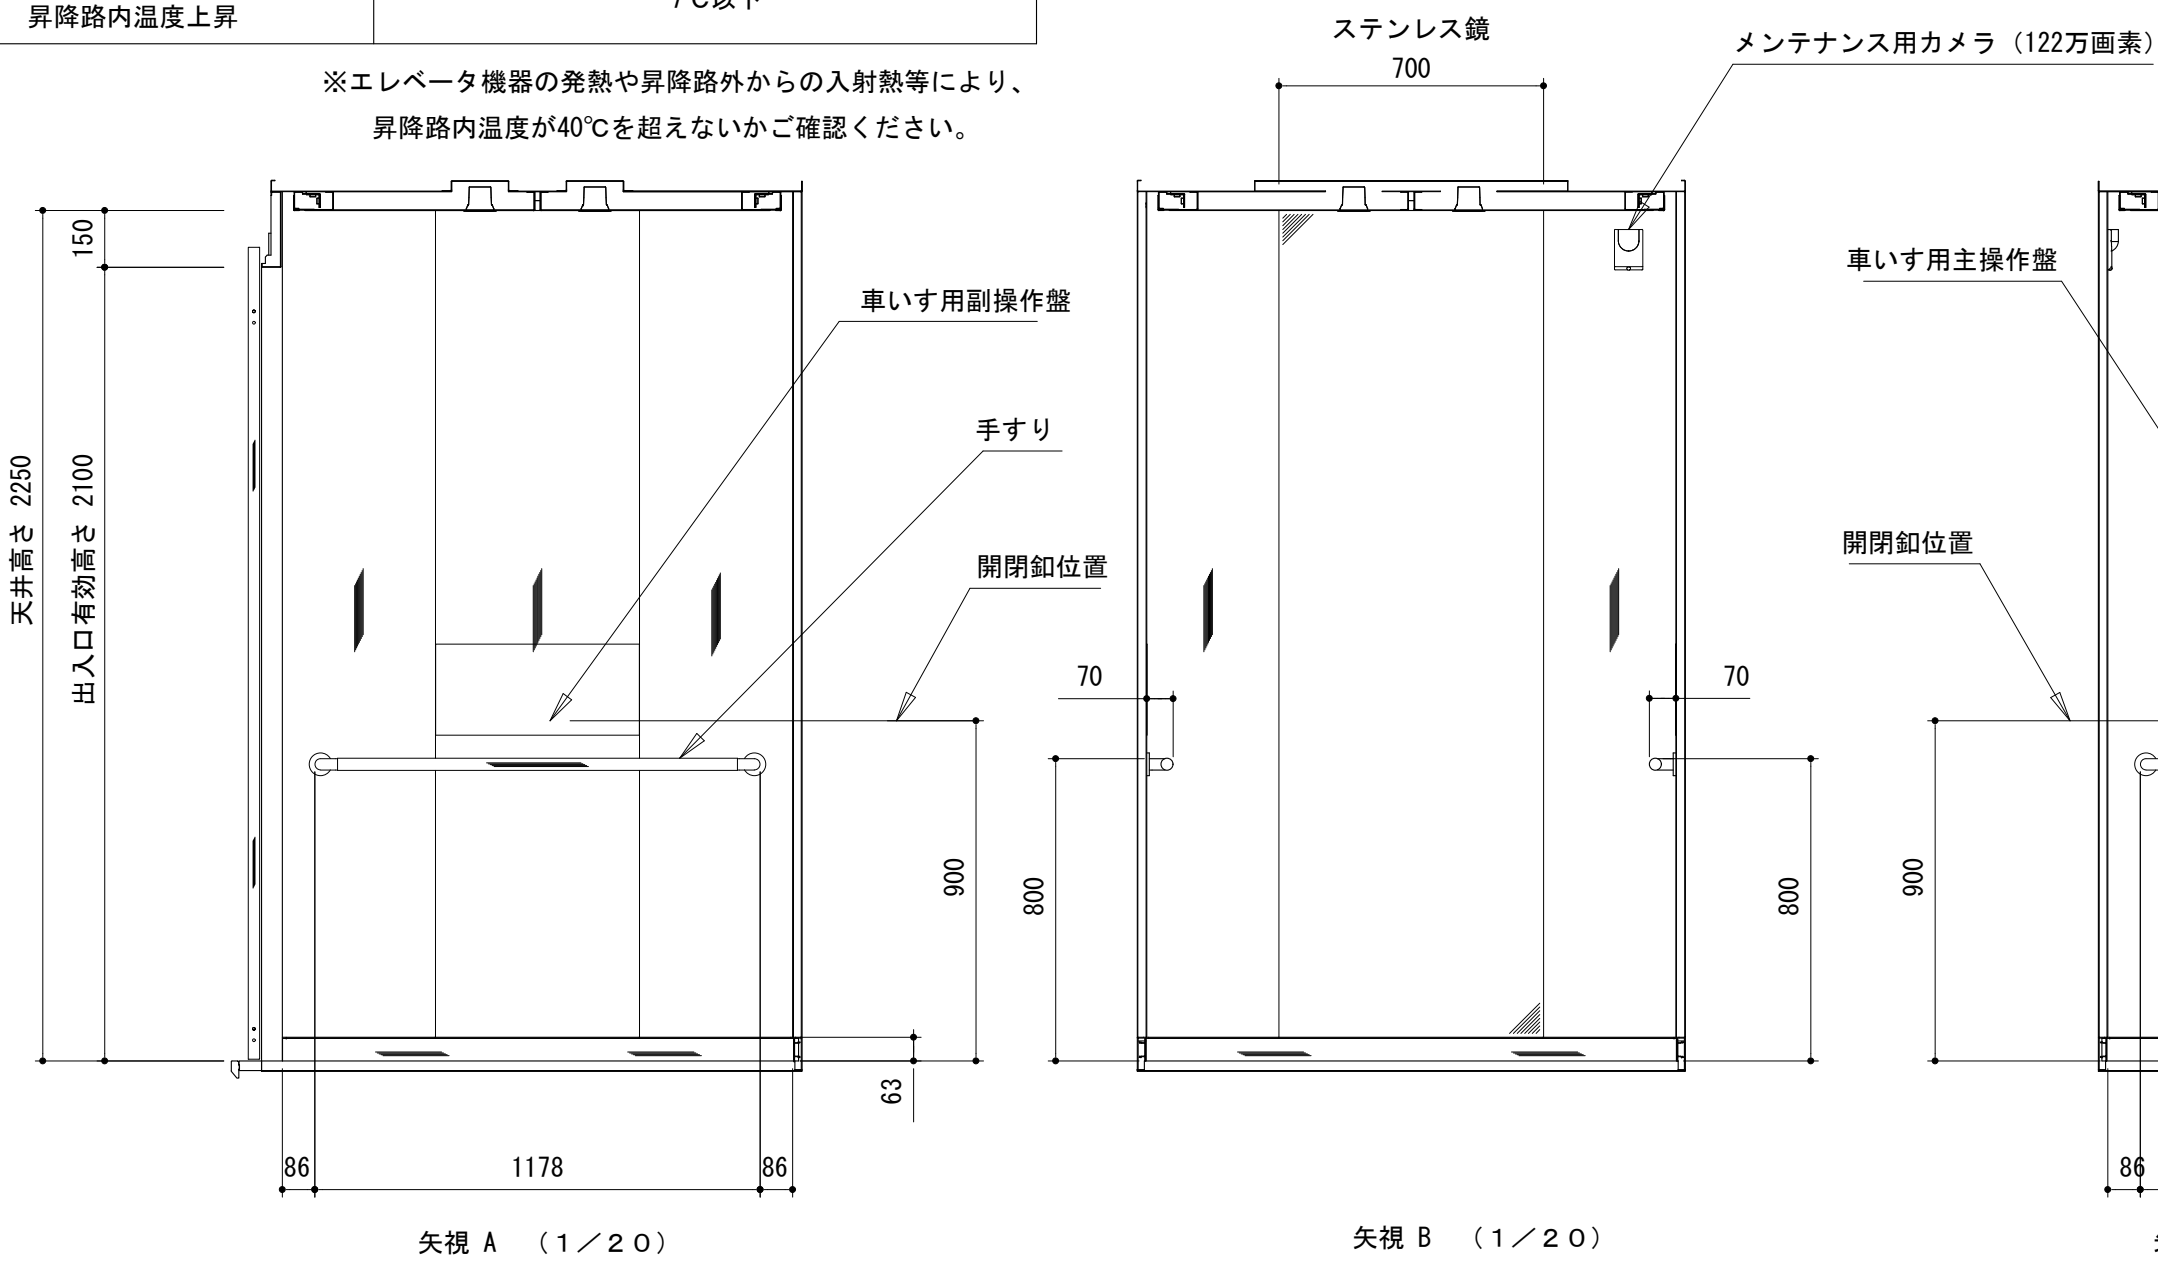 昇降路内温度上昇
※エレベータ機器の発熱や昇降路外からの入射熱等により、
昇降路内温度が40℃を超えないかご確認ください。
ステンレス鏡
700
メンテナンス用カメラ（122万画素）
150
天井高さ 2250
出入口有効高さ 2100
車いす用副操作盤
手すり
開閉釦位置
900
63
86
1178
86
矢視 A （１／２０）
70
70
800
800
矢視 B （１／２０）
車いす用主操作盤
開閉釦位置
900
86